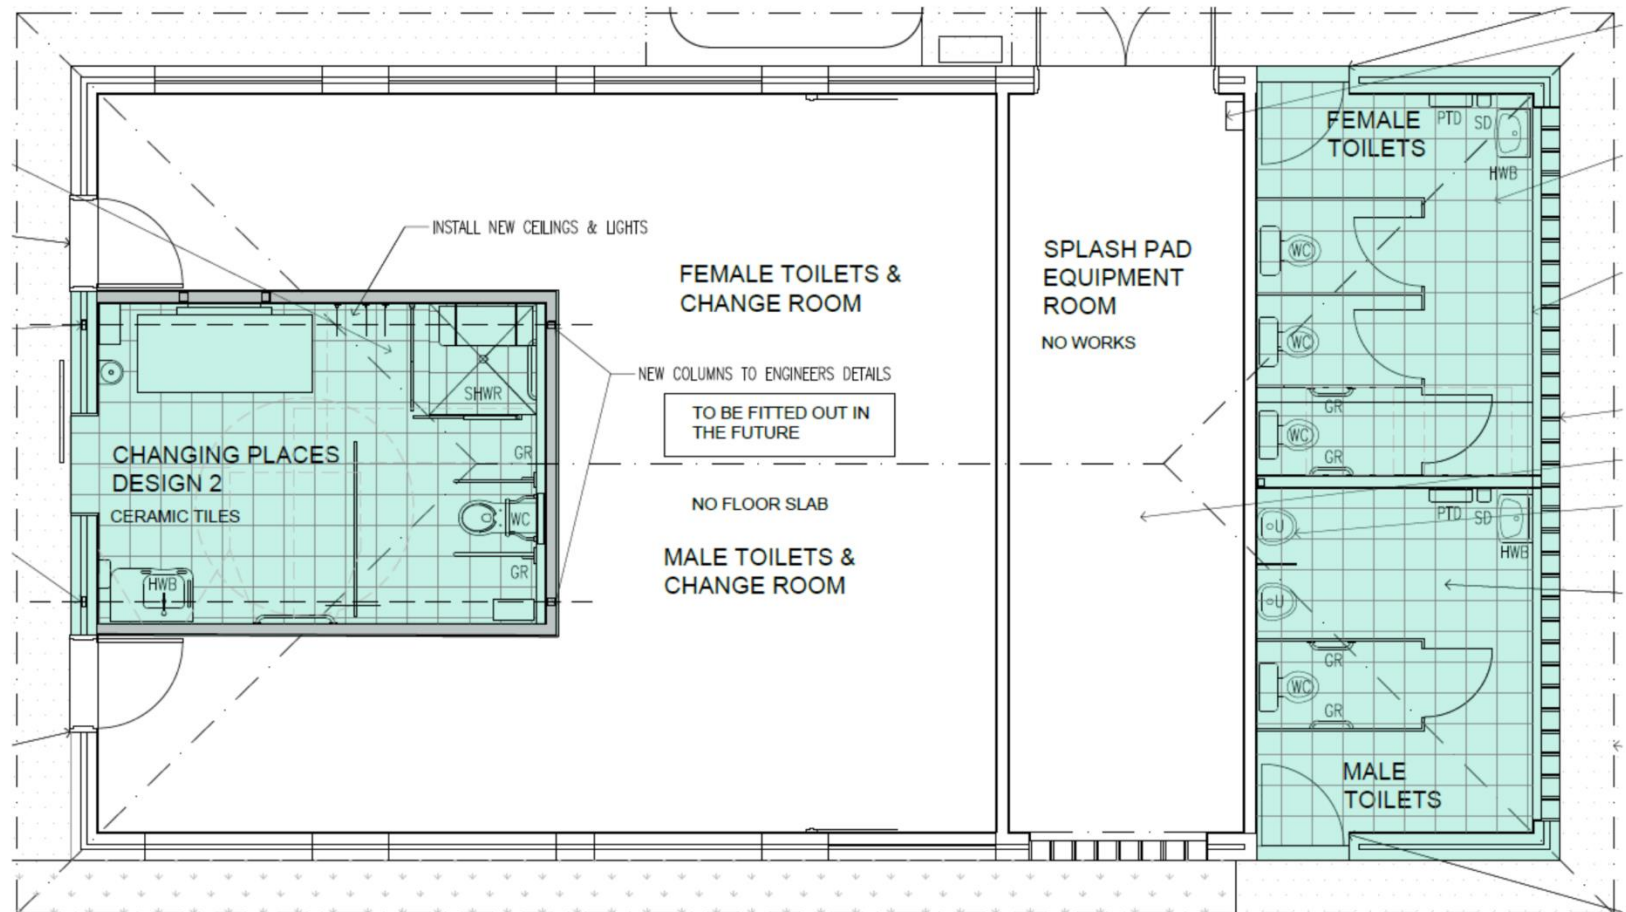 INSTALL NEW CEILINGS & LIGHTS
SHWR
GR
CHANGING PLACES
DESIGN 2
CERAMIC TILES
WC
GR
HWB
FEMALE TOILETS &
CHANGE ROOM
NEW COLUMNS TO ENGINEERS DETAILS
TO BE FITTED OUT IN
THE FUTURE
NO FLOOR SLAB
MALE TOILETS &
CHANGE ROOM
SPLASH PAD
EQUIPMENT
ROOM
NO WORKS
FEMALE
TOILETS
PTD
SD
HWB
WC
WC
GR
WC
GR
PTD
SD
HWB
U
U
GR
WC
GR
MALE
TOILETS